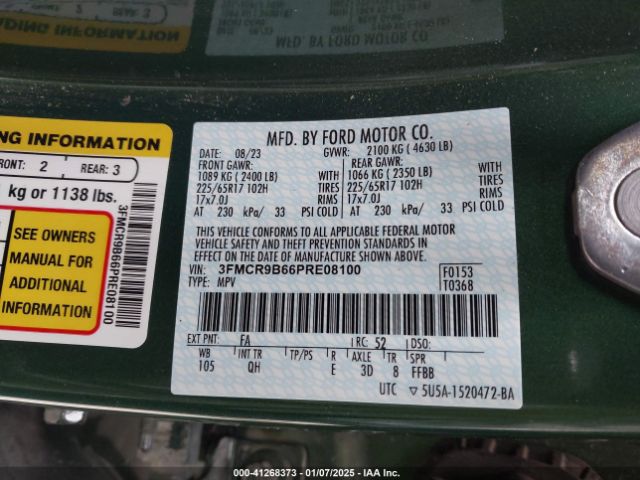 MFD. BY FORD MOTOR CO.
NG INFORMATION
FRONT: 2 REAR: 3
kg or 1138 lbs.
SEE OWNERS
MANUAL FOR
ADDITIONAL
INFORMATION
3FMCR9B66PRE08100
MFD. BY FORD MOTOR CO.
DATE: 08/23 GVWR: 2100 KG ( 4630 LB)
FRONT GAWR: REAR GAWR:
1089 KG ( 2400 LB) WITH 1066 KG ( 2350 LB) WITH
225/65R17 102H TIRES 225/65R17 102H TIRES
17x7.0J RIMS 17x7.0J RIMS
AT 230 kPa/ 33 PSI COLD AT 230 kPa/ 33 PSI COLD
THIS VEHICLE CONFORMS TO ALL APPLICABLE FEDERAL MOTOR
VEHICLE SAFETY AND THEFT PREVENTION STANDARDS IN
EFFECT ON THE DATE OF MANUFACTURE SHOWN ABOVE.
VIN: 3FMCR9B66PRE08100 F0153
TYPE: MPV T0368
EXT PNT: FA RC: 52 DSO:
WB INT TR TP/PS R AXLE TR SPR
105 QH E 3D 8 FFBB
UTC ▽ 5U5A-1520472-BA
000-41268373 | 01/07/2025 | IAA Inc.